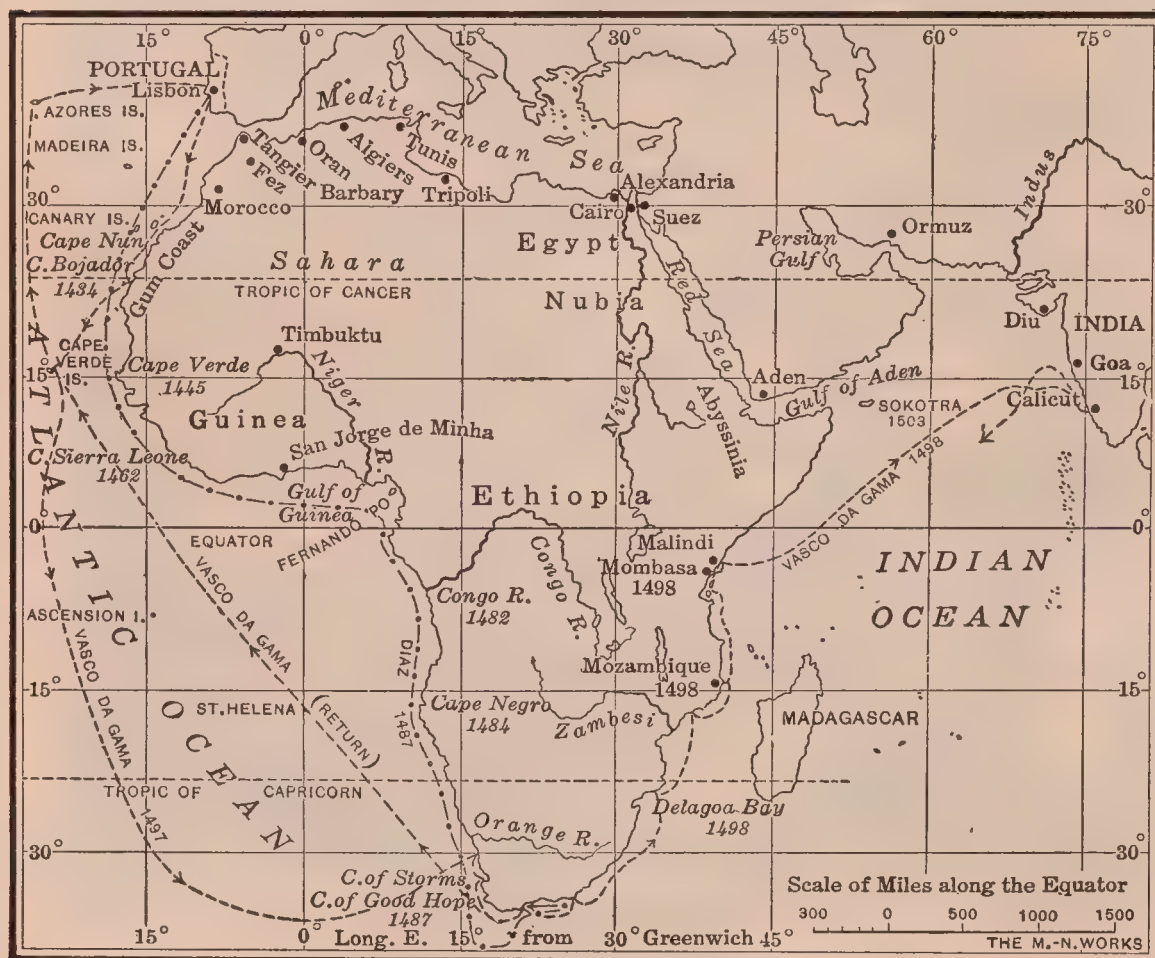 15° 0° 15° 30° 45° 60° 75°
PORTUGAL
Lisbon
AZORES IS.
MADEIRA IS.
Mediterranean Sea
Tangier
Fez
Oran
Algiers
Tunis
Barbary
Tripoli
Morocco
Alexandria
Cairo
Suez
Indus
30° 30°
CANARY IS.
Cape Nun
C. Bojador
1434
Gum Coast
Sahara
TROPIC OF CANCER
Egypt
Nubia
Red Sea
Persian
Gulf
Ormuz
Diu
INDIA
Goa
Calicut
CAPE
VERDE
IS.
Cape Verde
1445
Timbuktu
Niger R.
Guinea
San Jorge de Minha
Nile R.
Abyssinia
Aden
Gulf of Aden
SOKOTRA
1503
15° 15°
C. Sierra Leone
1462
Gulf of
Guinea
FERNANDO PO
Ethiopia
VASCO DA GAMA 1498
0° 0°
EQUATOR
ATLANTIC OCEAN
Malindi
Mombasa
1498
INDIAN
OCEAN
Congo R.
Congo R.
1482
ASCENSION I.
VASCO DA GAMA 1497
VASCO DA GAMA (RETURN)
DIAZ 1487
Mozambique
1498
15° 15°
ST. HELENA
Cape Negro
1484
Zambesi
MADAGASCAR
TROPIC OF CAPRICORN
Delagoa Bay
1498
Orange R.
30° 30°
C. of Storms
C. of Good Hope
1487
Scale of Miles along the Equator
300 0 500 1000 1500
15° 0° Long. E. 15° from 30° Greenwich 45°
THE M.-N. WORKS